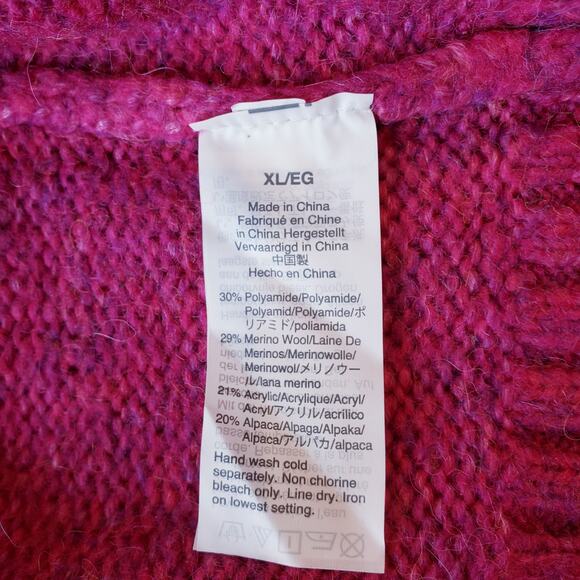 XL/EG
Made in China
Fabriqué en Chine
in China Hergestellt
Vervaardigd in China
中国製
Hecho en China
30% Polyamide/Polyamide/
Polyamid/Polyamide/ポ
リアミド/poliamida
29% Merino Wool/Laine De
Merinos/Merinowolle/
Merinowol/メリノウー
ル/lana merino
21% Acrylic/Acrylique/Acryl/
Acryl/アクリル/acrílico
20% Alpaca/Alpaga/Alpaka/
Alpaca/アルパカ/alpaca
Hand wash cold
separately. Non chlorine
bleach only. Line dry. Iron
on lowest setting.